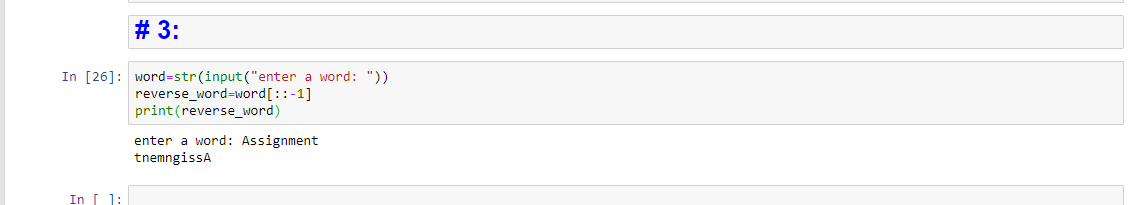 # 3:
In [26]: word=str(input("enter a word: "))
reverse_word=word[::-1]
print(reverse_word)
enter a word: Assignment
tnemngissA
In [ ]: